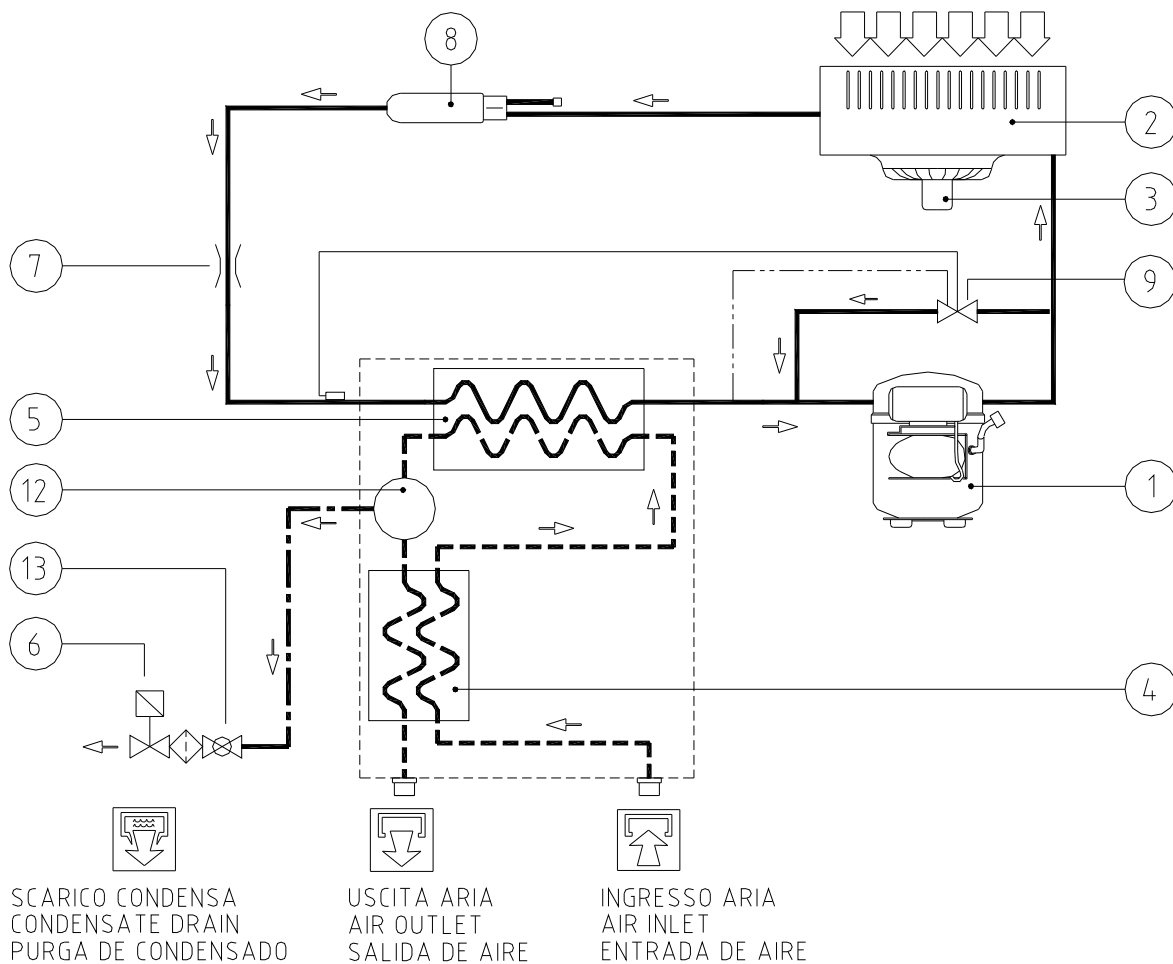 8
2
3
7
9
5
12
1
13
6
4
SCARICO CONDENSA
CONDENSATE DRAIN
PURGA DE CONDENSADO
USCITA ARIA
AIR OUTLET
SALIDA DE AIRE
INGRESSO ARIA
AIR INLET
ENTRADA DE AIRE